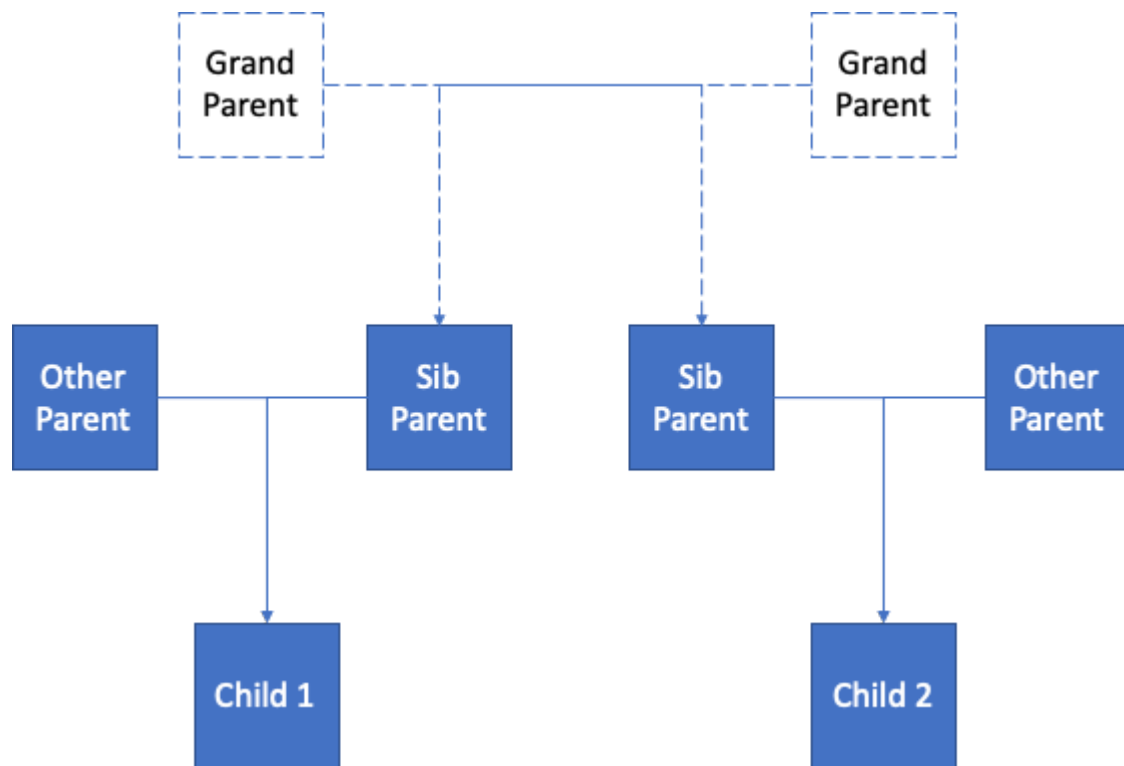 Grand
Parent
Grand
Parent
Other
Parent
Sib
Parent
Sib
Parent
Other
Parent
Child 1
Child 2